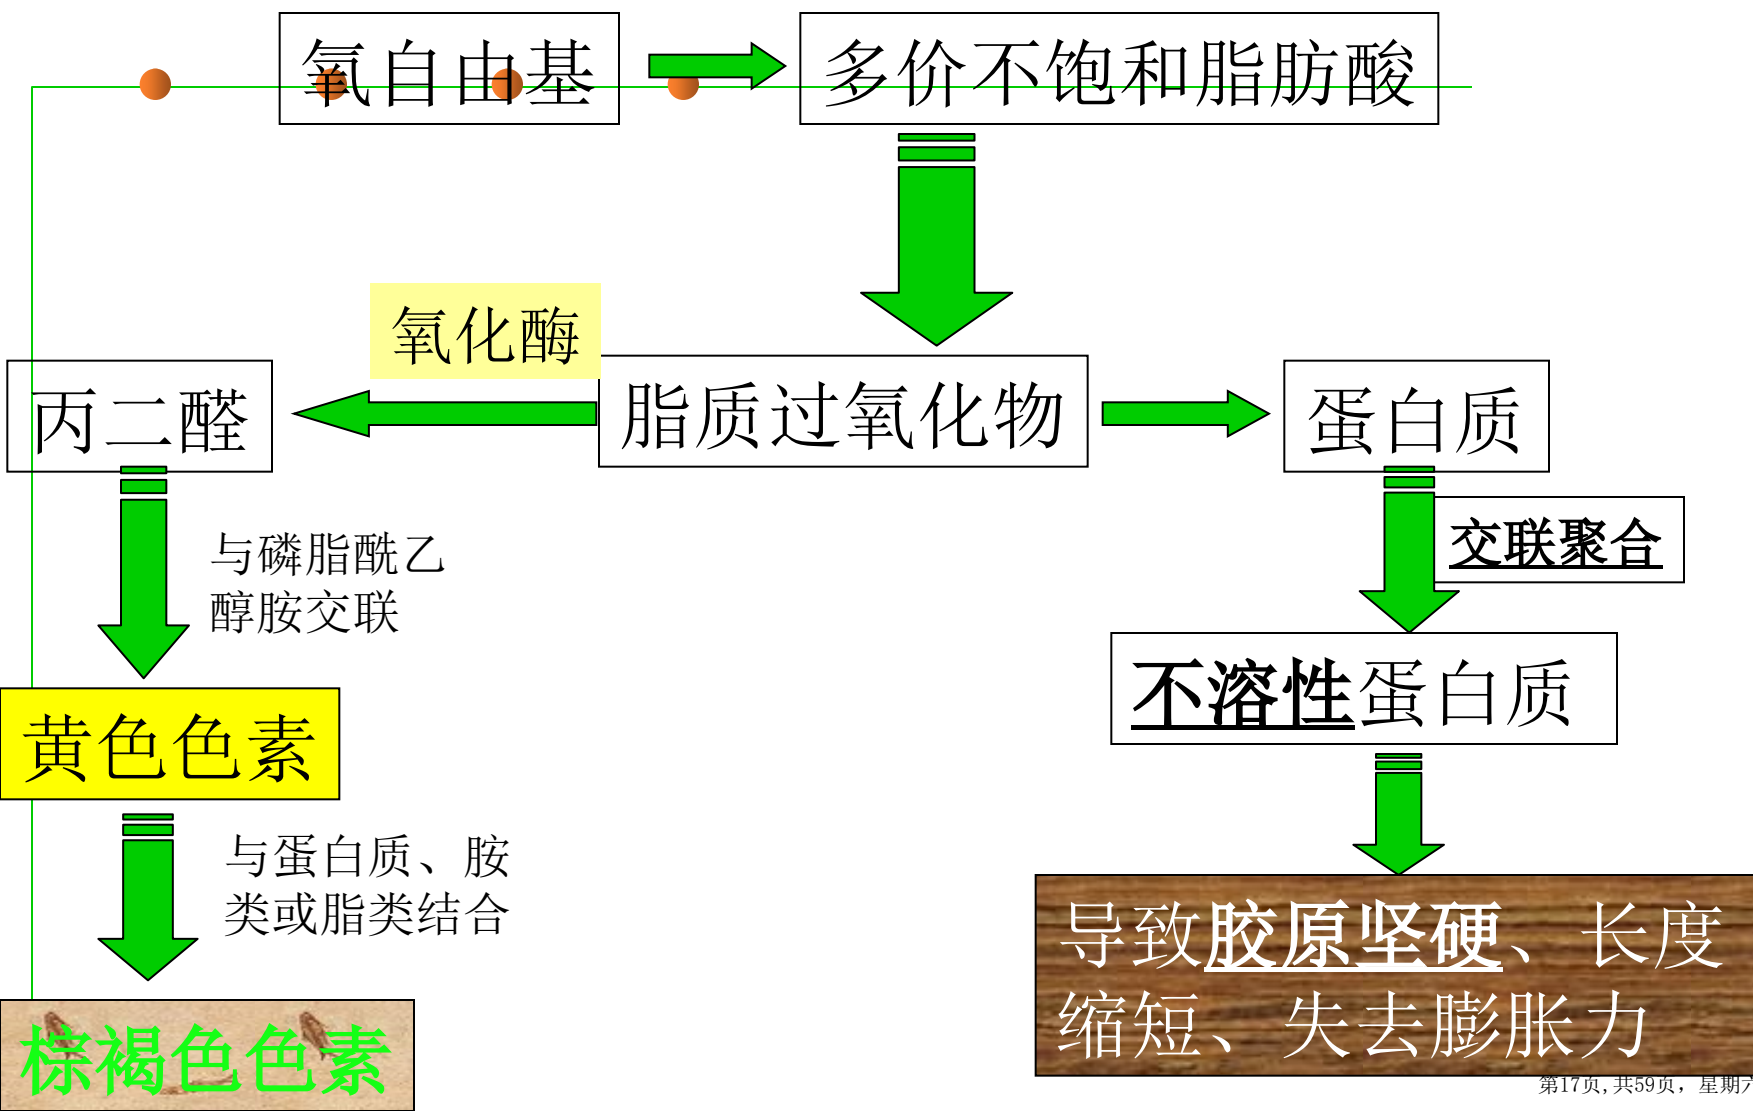 氧自由基
多价不饱和脂肪酸
氧化酶
丙二醛
脂质过氧化物
蛋白质
与磷脂酰乙
醇胺交联
交联聚合
不溶性蛋白质
黄色色素
与蛋白质、胺
类或脂类结合
导致胶原坚硬、长度
缩短、失去膨胀力
棕褐色色素
第17页,共59页，星期六